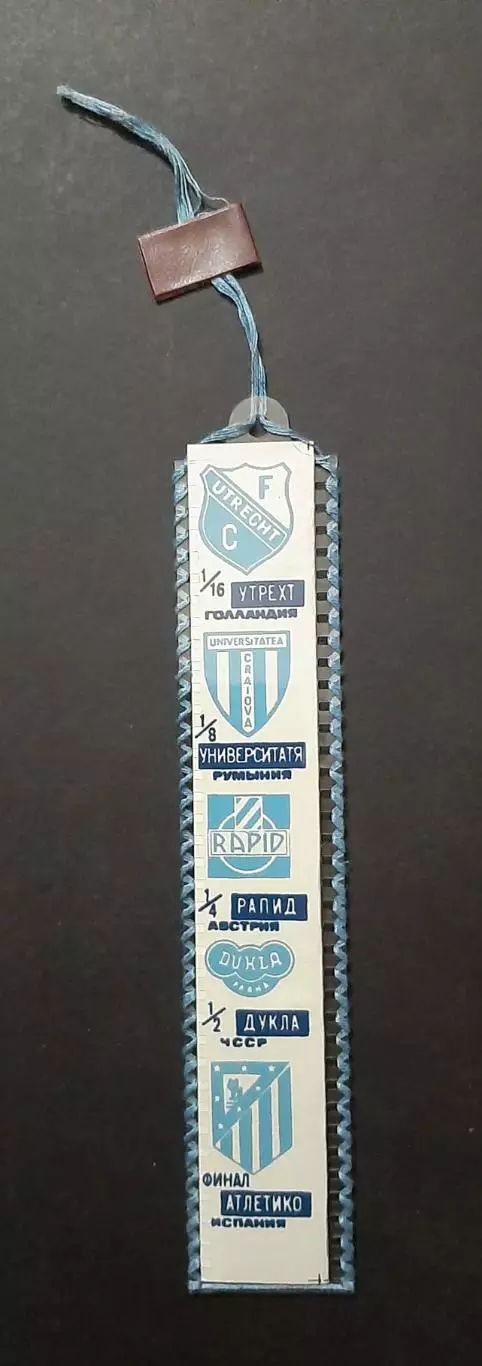 F
UTRECHT
C
1/16 УТРЕХТ
ГОЛЛАНДИЯ
UNIVERSITATEA
CRAIOVA
1/8
УНИВЕРСИТАТЯ
РУМЫНИЯ
RAPID
1/4 РАПИД
АВСТРИЯ
DUKLA
PRAHA
1/2 ДУКЛА
ЧССР
ФИНАЛ
АТЛЕТИКО
ИСПАНИЯ